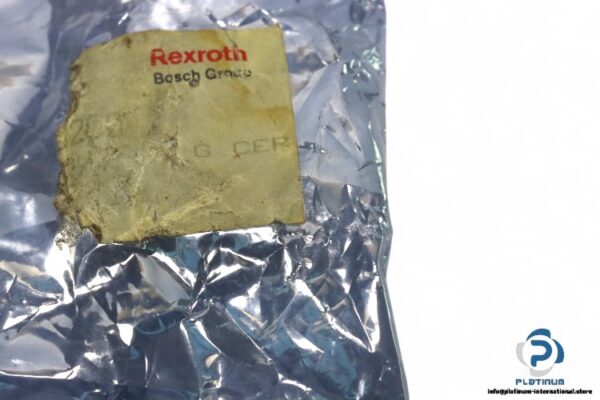 Rexroth
Bosch Group
G CER
PLATINUM
info@platinum-international.store